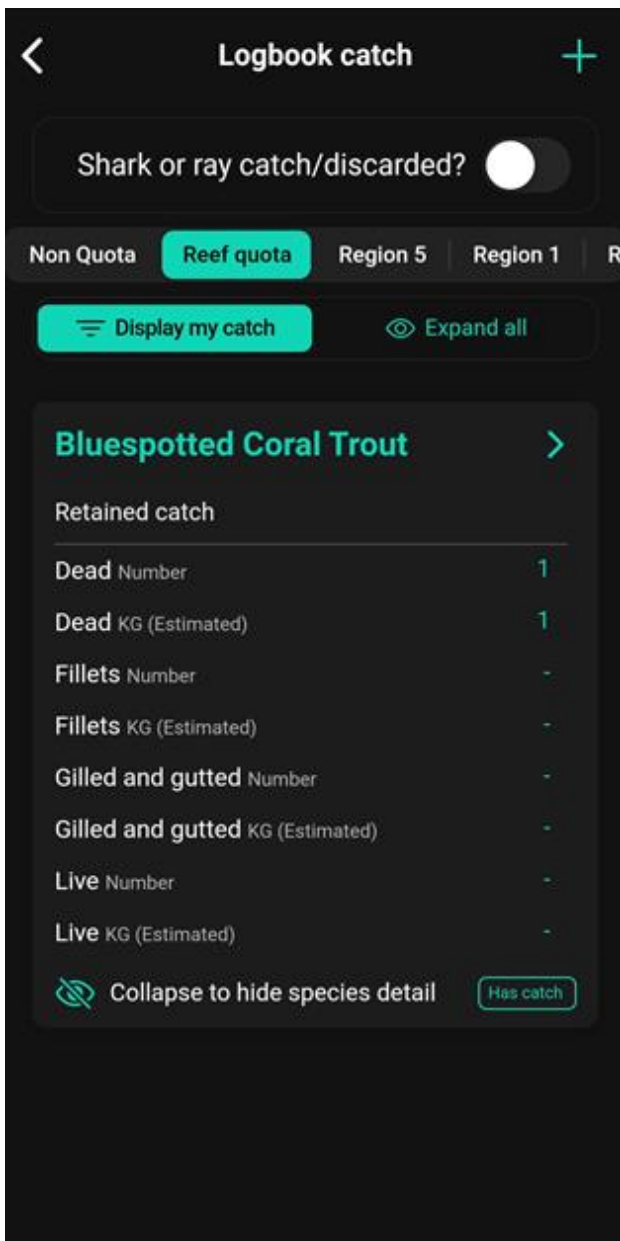 Logbook catch
Shark or ray catch/discarded?
Non Quota Reef quota Region 5 Region 1 R
Display my catch Expand all
Bluespotted Coral Trout
Retained catch
Dead Number 1
Dead KG (Estimated) 1
Fillets Number -
Fillets KG (Estimated) -
Gilled and gutted Number -
Gilled and gutted KG (Estimated) -
Live Number -
Live KG (Estimated) -
Collapse to hide species detail Has catch